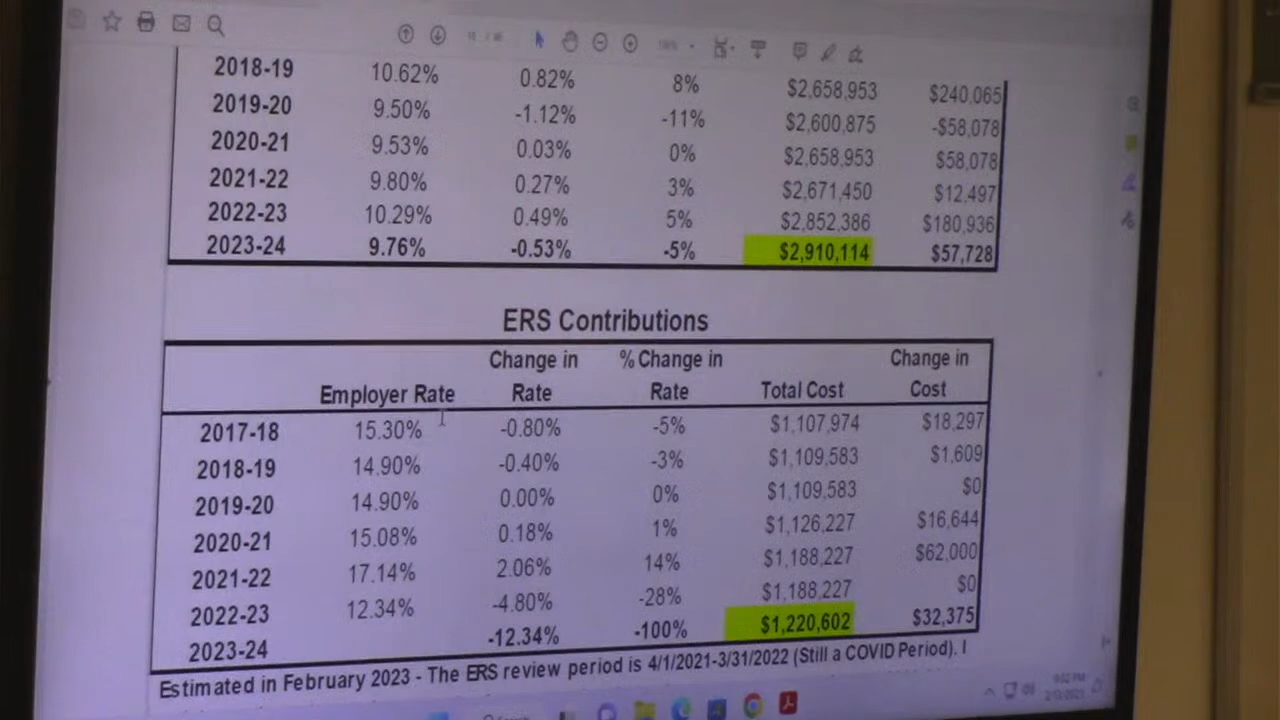 2018-19 10.62% 0.82% 8% $2,658,953 $240,065
2019-20 9.50% -1.12% -11% $2,600,875 -$58,078
2020-21 9.53% 0.03% 0% $2,658,953 $58,078
2021-22 9.80% 0.27% 3% $2,671,450 $12,497
2022-23 10.29% 0.49% 5% $2,852,386 $180,936
2023-24 9.76% -0.53% -5% $2,910,114 $57,728
ERS Contributions
Change in % Change in Change in
Employer Rate Rate Rate Total Cost Cost
2017-18 15.30% -0.80% -5% $1,107,974 $18,297
2018-19 14.90% -0.40% -3% $1,109,583 $1,609
2019-20 14.90% 0.00% 0% $1,109,583 $0
2020-21 15.08% 0.18% 1% $1,126,227 $16,644
2021-22 17.14% 2.06% 14% $1,188,227 $62,000
2022-23 12.34% -4.80% -28% $1,188,227 $0
2023-24 -12.34% -100% $1,220,602 $32,375
Estimated in February 2023 - The ERS review period is 4/1/2021-3/31/2022 (Still a COVID Period). I